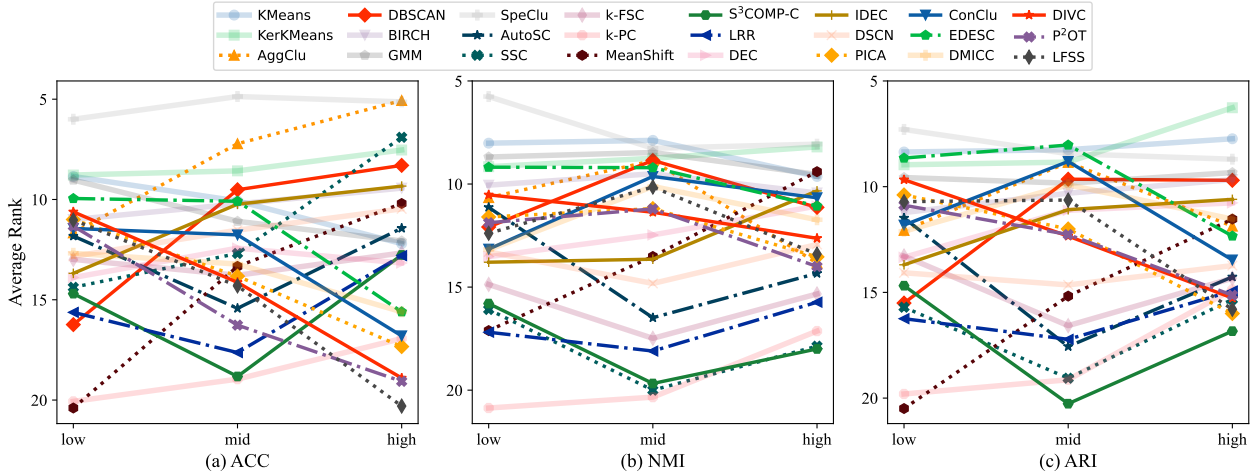 KMeans DBSCAN SpeClu k-FSC S³COMP-C IDEC ConClu DIVC
KerKMeans BIRCH AutoSC k-PC LRR DSCN EDESC P²OT
AggClu GMM SSC MeanShift DEC PICA DMICC LFSS
Average Rank
5
10
15
20
low mid high
(a) ACC
5
10
15
20
low mid high
(b) NMI
5
10
15
20
low mid high
(c) ARI